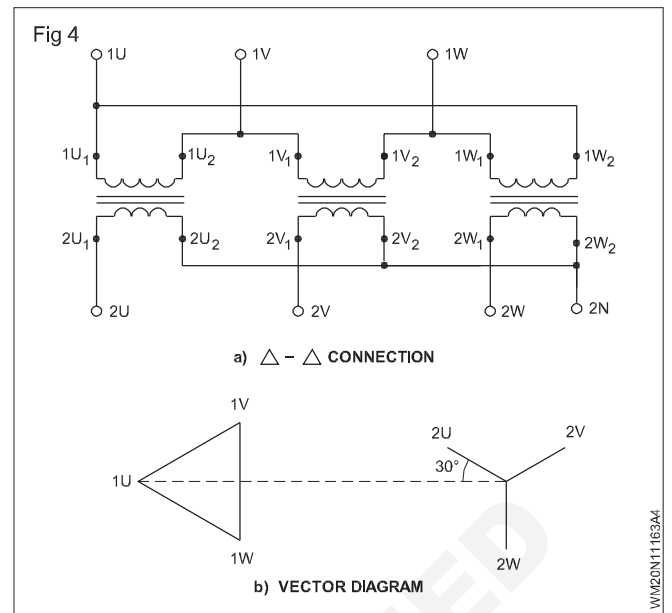 Fig 4
1U 1V 1W
1U₁ 1U₂ 1V₁ 1V₂ 1W₁ 1W₂
2U₁ 2U₂ 2V₁ 2V₂ 2W₁ 2W₂
2U 2V 2W 2N
a) △ – △ CONNECTION
1V
2U 2V
30°
1U
1W
2W
b) VECTOR DIAGRAM
WM20N11163A4